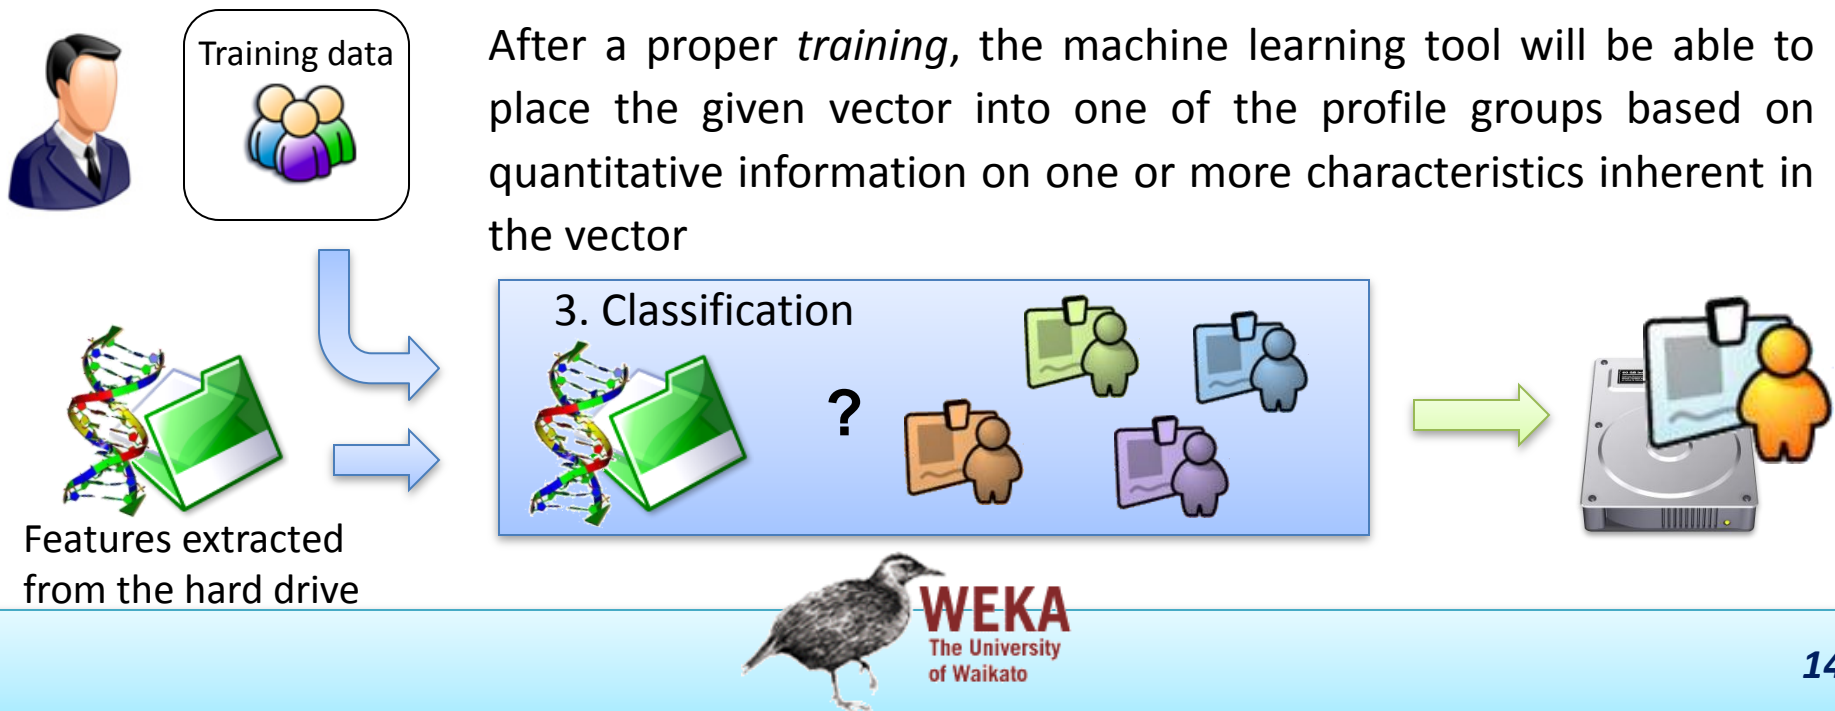 Training data
After a proper training, the machine learning tool will be able to
place the given vector into one of the profile groups based on
quantitative information on one or more characteristics inherent in
the vector
3. Classification
?
Features extracted
from the hard drive
WEKA
The University
of Waikato
14